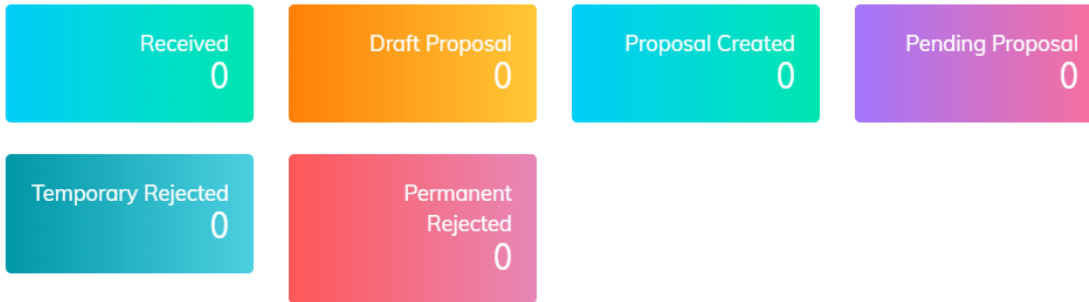 Received
0
Draft Proposal
0
Proposal Created
0
Pending Proposal
0
Temporary Rejected
0
Permanent
Rejected
0